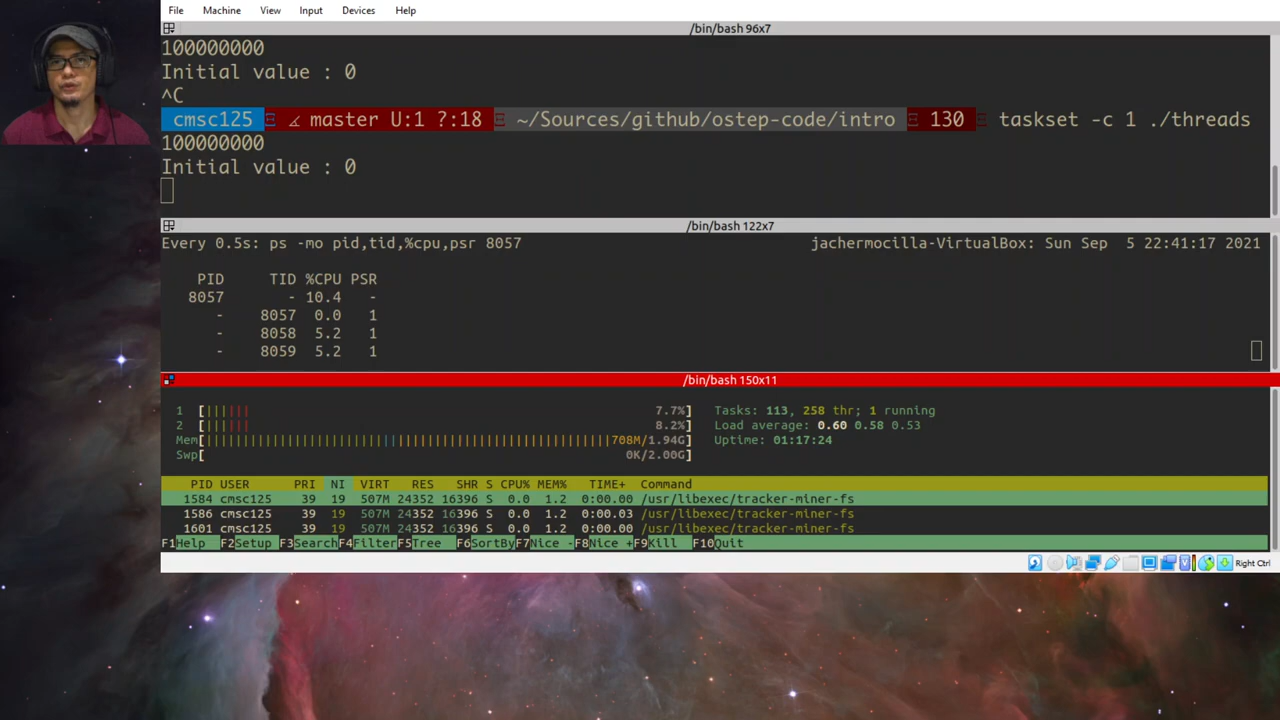 File Machine View Input Devices Help
/bin/bash 96x7
100000000
Initial value : 0
^C
cmsc125 master U:1 ?:18 ~/Sources/github/ostep-code/intro 130 taskset -c 1 ./threads
100000000
Initial value : 0
/bin/bash 122x7
Every 0.5s: ps -mo pid,tid,%cpu,psr 8057 jachermocilla-VirtualBox: Sun Sep 5 22:41:17 2021
PID TID %CPU PSR
8057 - 10.4 -
- 8057 0.0 1
- 8058 5.2 1
- 8059 5.2 1
/bin/bash 150x11
1 [|||||| 7.7%] Tasks: 113, 258 thr; 1 running
2 [|||||| 8.2%] Load average: 0.60 0.58 0.53
Mem[||||||||||||||||||||||||||||||||||||||||||||||||||||||||||708M/1.94G] Uptime: 01:17:24
Swp[ 0K/2.00G]
PID USER PRI NI VIRT RES SHR S CPU% MEM% TIME+ Command
1584 cmsc125 39 19 507M 24352 16396 S 0.0 1.2 0:00.00 /usr/libexec/tracker-miner-fs
1586 cmsc125 39 19 507M 24352 16396 S 0.0 1.2 0:00.03 /usr/libexec/tracker-miner-fs
1601 cmsc125 39 19 507M 24352 16396 S 0.0 1.2 0:00.00 /usr/libexec/tracker-miner-fs
F1Help F2Setup F3SearchF4FilterF5Tree F6SortByF7Nice -F8Nice +F9Kill F10Quit
Right Ctrl